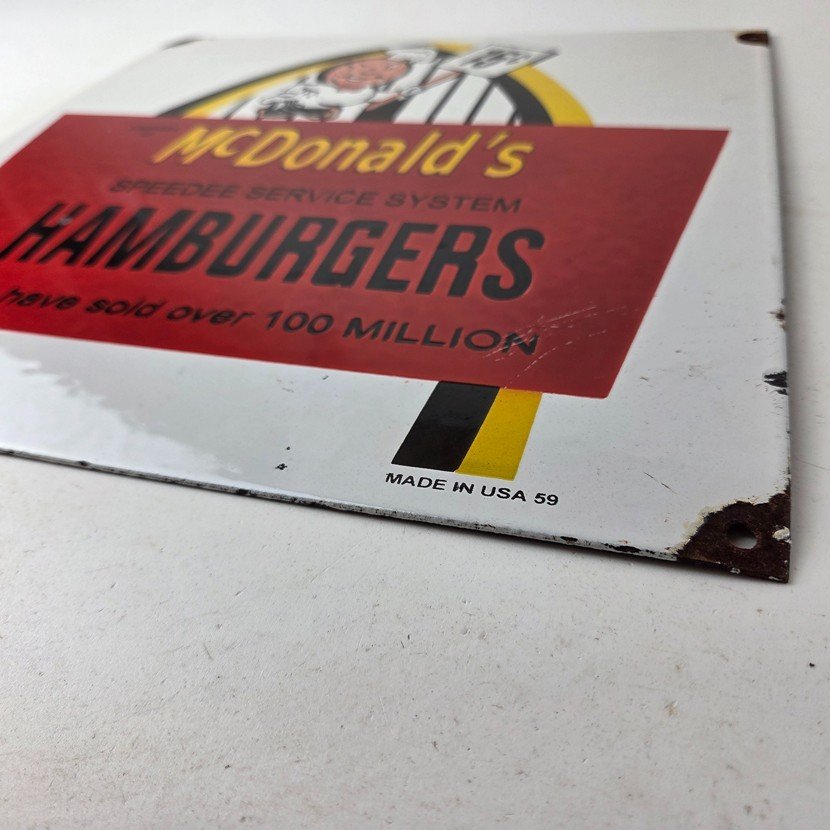 McDonald's
SPEEDEE SERVICE SYSTEM
HAMBURGERS
have sold over 100 MILLION
MADE IN USA 59